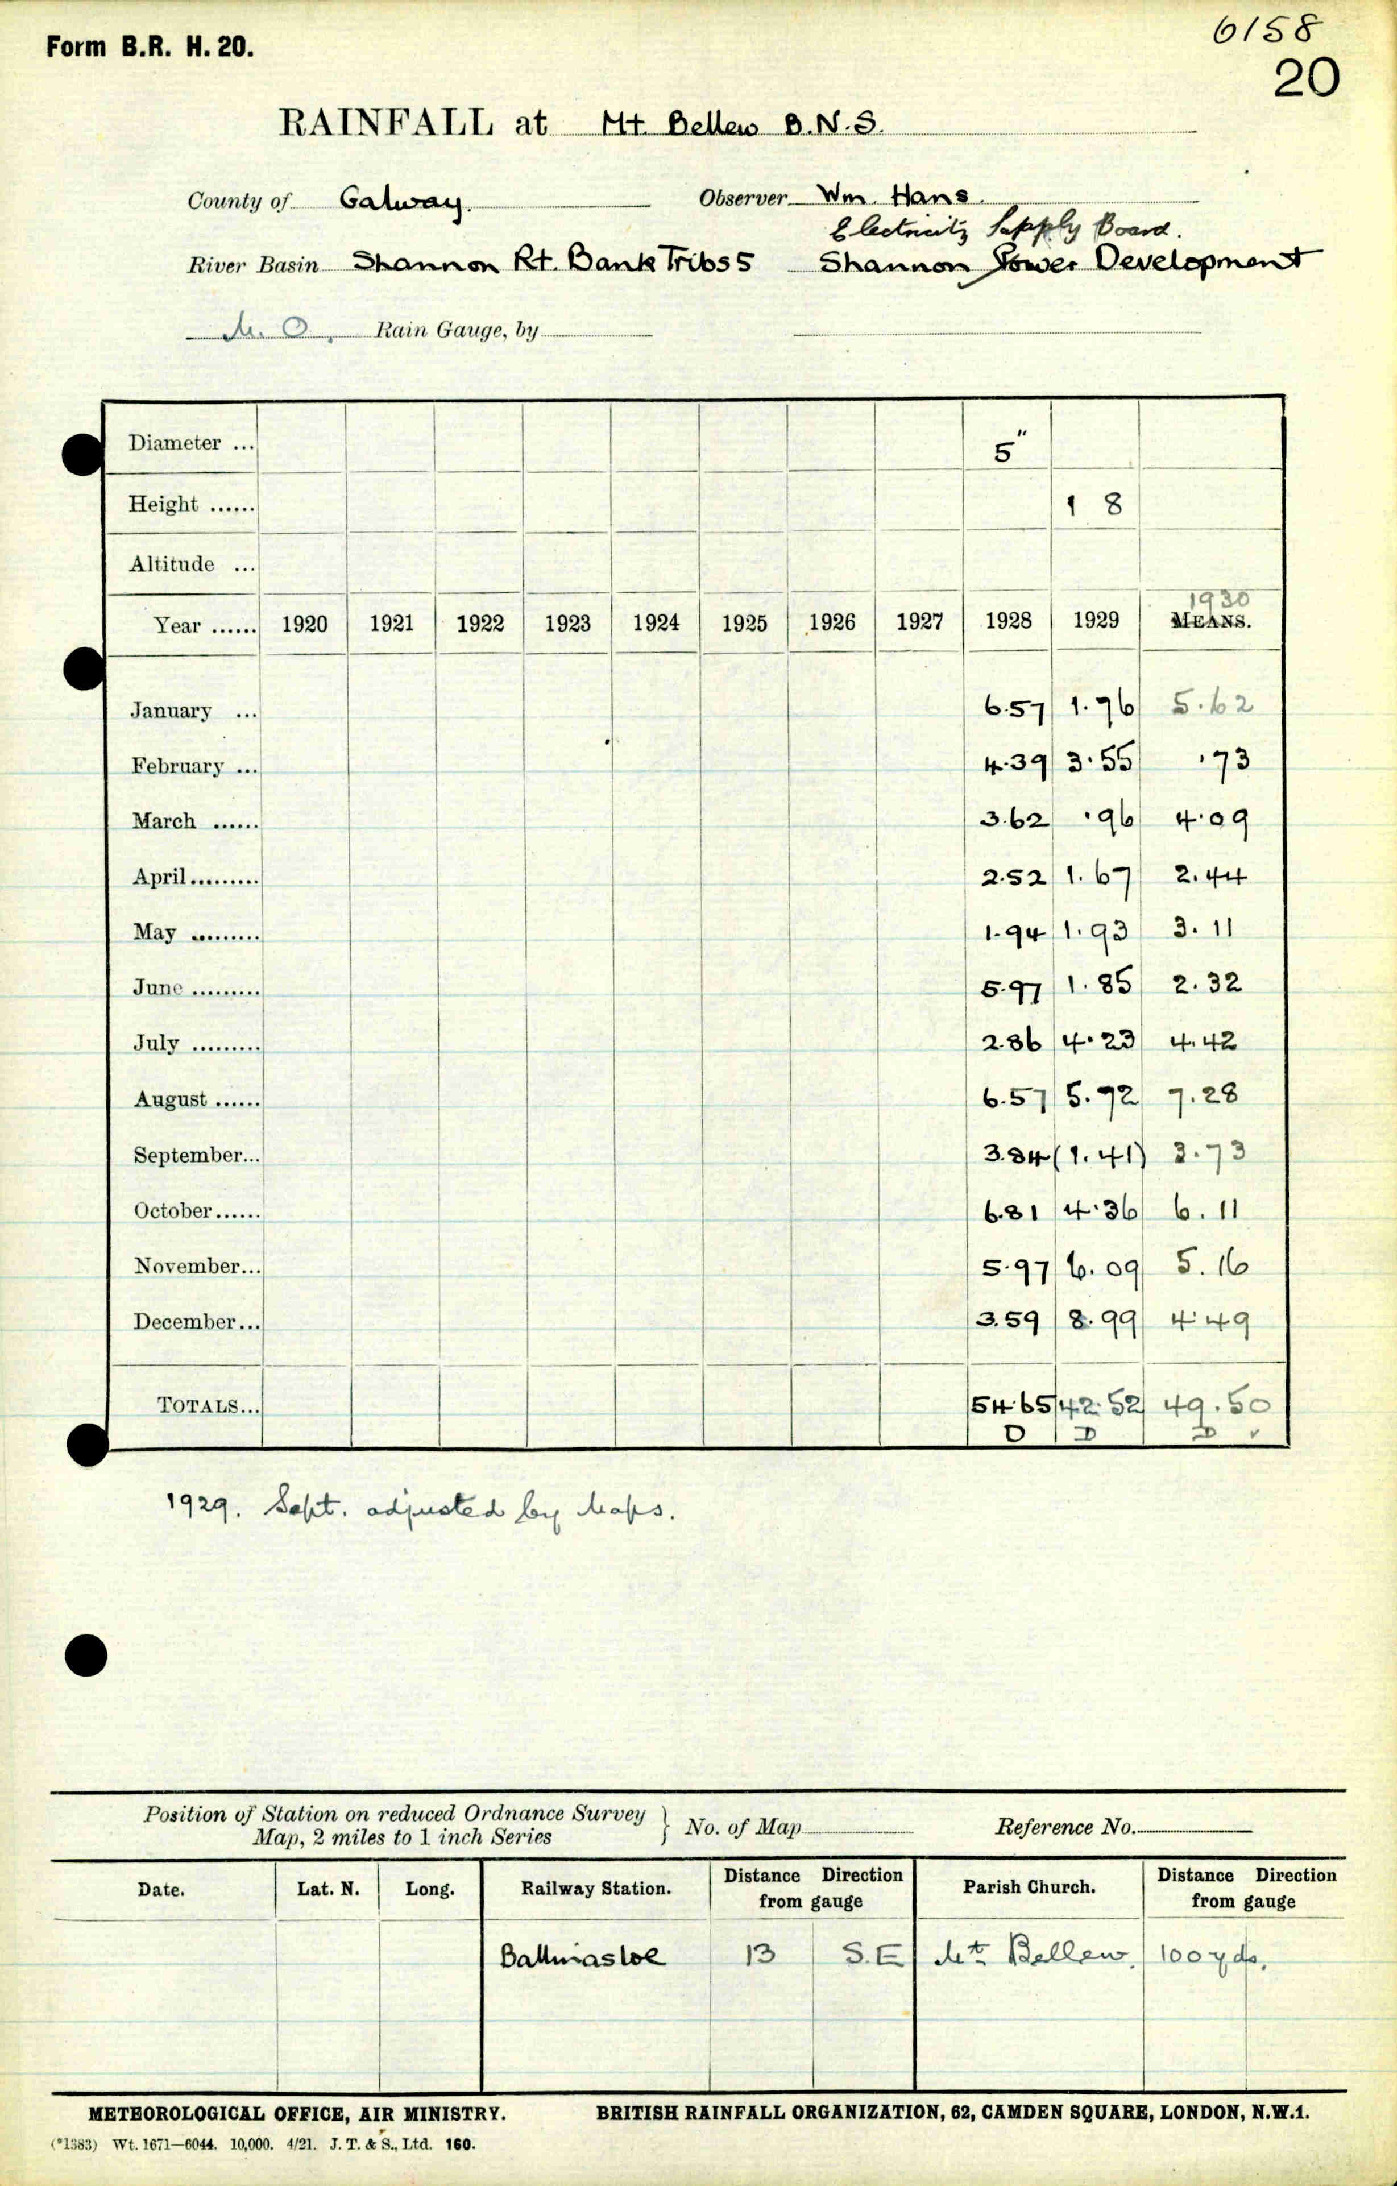 6158
Form B.R. H. 20.
20
RAINFALL at Mt. Bellew B.N.S.
County of Galway. Observer Wm. Hans.
Electricity Supply Board.
River Basin Shannon Rt. Bank Tribs 5 Shannon Power Development
M.O. Rain Gauge, by
Diameter ... 5"
Height ...... 1 8
Altitude ...
1930
Year ...... 1920 1921 1922 1923 1924 1925 1926 1927 1928 1929 MEANS.
January ... 6.57 1.76 5.62
February ... 4.39 3.55 .73
March ...... 3.62 .96 4.09
April......... 2.52 1.67 2.44
May ......... 1.94 1.93 3.11
June ......... 5.97 1.85 2.32
July ......... 2.86 4.23 4.42
August ...... 6.57 5.72 7.28
September... 3.84 (1.41) 3.73
October...... 6.81 4.36 6.11
November... 5.97 6.09 5.16
December... 3.59 8.99 4.49
TOTALS... 54.65 42.52 49.50
D D D ✓
1929. Sept. adjusted by Maps.
Position of Station on reduced Ordnance Survey
Map, 2 miles to 1 inch Series } No. of Map Reference No.
Date. Lat. N. Long. Railway Station. Distance Direction from gauge Parish Church. Distance Direction from gauge
Ballinasloe 13 S.E Mt Bellew. 100 yds.
METEOROLOGICAL OFFICE, AIR MINISTRY. BRITISH RAINFALL ORGANIZATION, 62, CAMDEN SQUARE, LONDON, N.W.1.
(*1383) Wt. 1671—6044. 10,000. 4/21. J. T. & S., Ltd. 160.